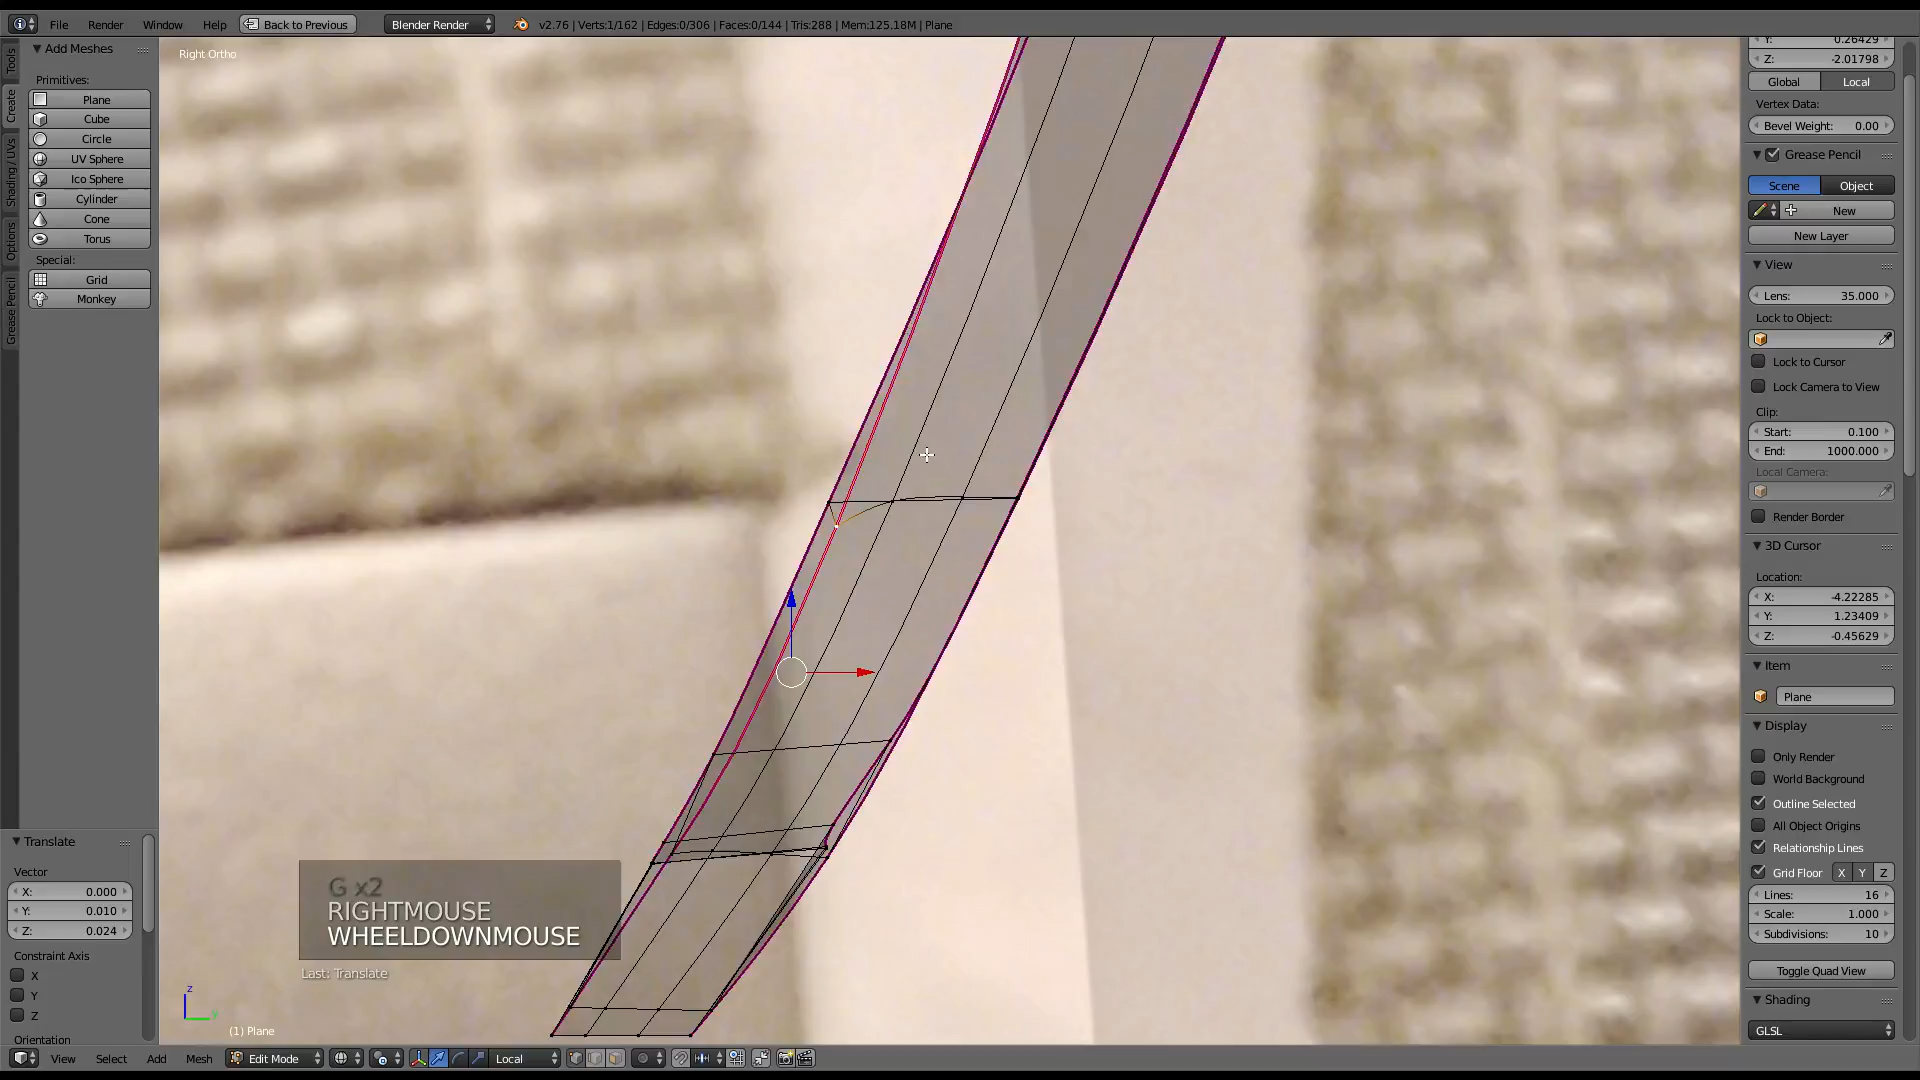 File Render Window Help Back to Previous Blender Render v2.76 | Verts:1/162 | Edges:0/306 | Faces:0/144 | Tris:288 | Mem:125.18M | Plane
Add Meshes
Primitives:
Plane
Cube
Circle
UV Sphere
Ico Sphere
Cylinder
Cone
Torus
Special:
Grid
Monkey
Tools
Create
Shading / UVs
Options
Grease Pencil
Translate
Vector
X: 0.000
Y: 0.010
Z: 0.024
Constraint Axis
X
Y
Z
Orientation
Right Ortho
G x2
RIGHTMOUSE
WHEELDOWNMOUSE
Last: Translate
z
y
(1) Plane
Y: 0.26429
Z: -2.01798
Global Local
Vertex Data:
Bevel Weight: 0.00
Grease Pencil
Scene Object
New
New Layer
View
Lens: 35.000
Lock to Object:
Lock to Cursor
Lock Camera to View
Clip:
Start: 0.100
End: 1000.000
Local Camera:
Render Border
3D Cursor
Location:
X: -4.22285
Y: 1.23409
Z: -0.45629
Item
Plane
Display
Only Render
World Background
Outline Selected
All Object Origins
Relationship Lines
Grid Floor X Y Z
Lines: 16
Scale: 1.000
Subdivisions: 10
Toggle Quad View
Shading
GLSL
View Select Add Mesh Edit Mode Local